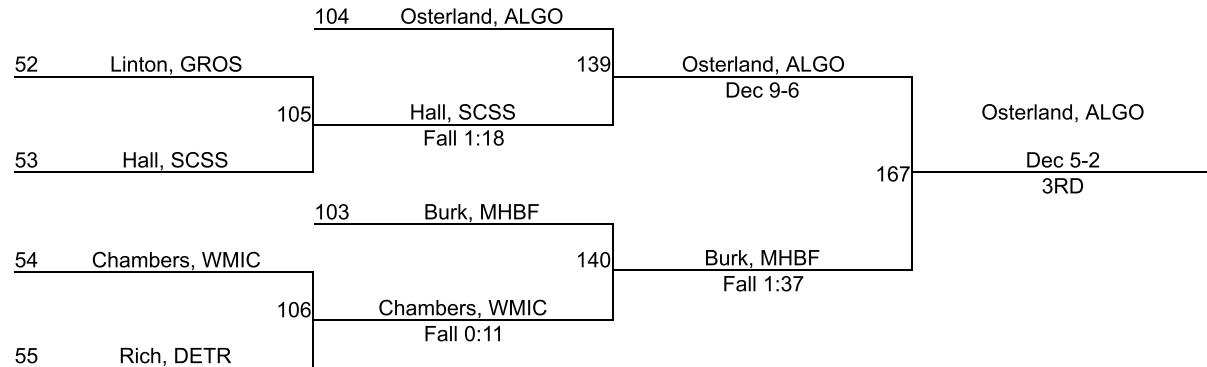 104 Osterland, ALGO
52 Linton, GROS
139 Osterland, ALGO
Dec 9-6
105 Hall, SCSS
Fall 1:18
Osterland, ALGO
53 Hall, SCSS
Dec 5-2
167
3RD
103 Burk, MHBF
54 Chambers, WMIC
140 Burk, MHBF
Fall 1:37
106 Chambers, WMIC
Fall 0:11
55 Rich, DETR